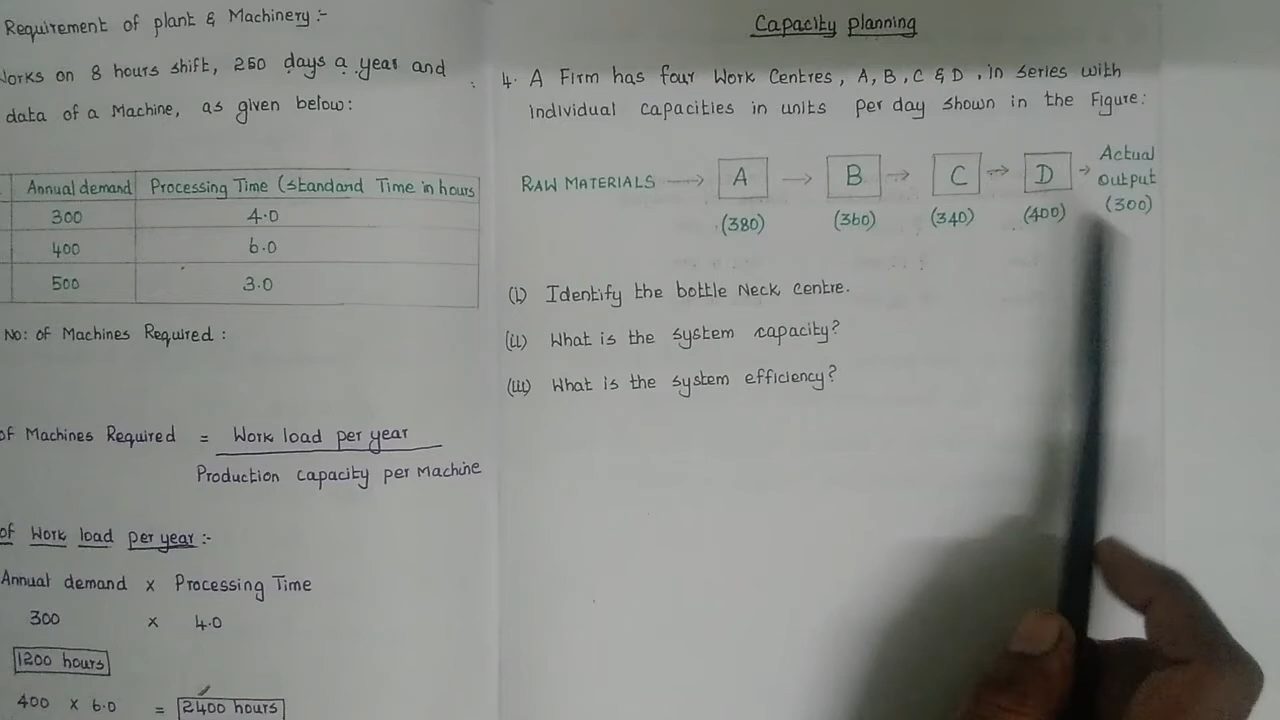 Requirement of plant & Machinery :-
Works on 8 hours shift, 250 days a year and
data of a Machine, as given below:
Annual demand Processing Time (standard Time in hours
300 4.0
400 6.0
500 3.0
No: of Machines Required :
of Machines Required = Work load per year
Production capacity per Machine
of Work load per year :-
Annual demand x Processing Time
300 x 4.0
1200 hours
400 x 6.0 = 2400 hours
Capacity planning
4. A Firm has four Work Centres, A, B, C & D , in series with
individual capacities in units per day shown in the Figure:
RAW MATERIALS → A → B → C → D → Actual output (300)
(380) (360) (340) (400)
(i) Identify the bottle Neck centre.
(ii) What is the system capacity?
(iii) What is the system efficiency?